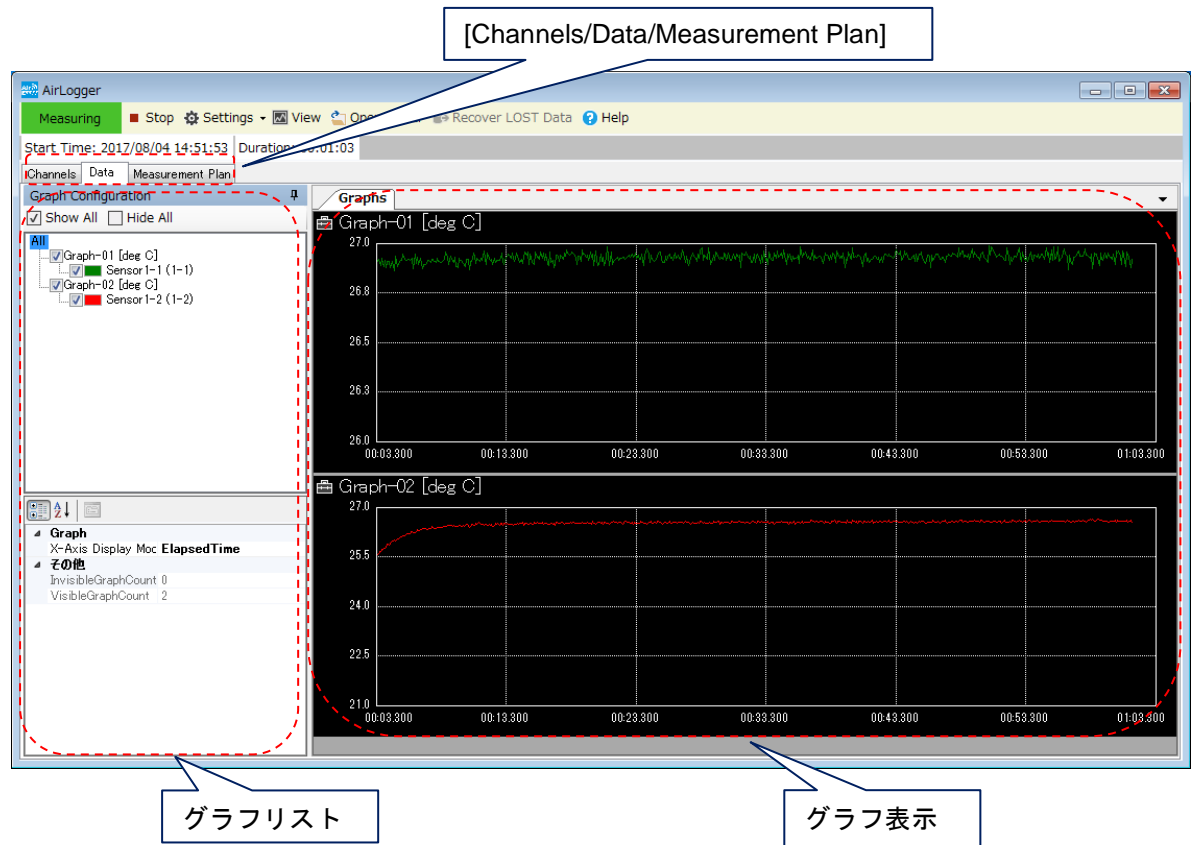 [Channels/Data/Measurement Plan]
AirLogger
Measuring Stop Settings View Recover LOST Data Help
Start Time: 2017/08/04 14:51:53 Duration: 00:01:03
Channels Data Measurement Plan
Graph Configuration
Show All Hide All
All
Graph-01 [deg C]
Sensor1-1 (1-1)
Graph-02 [deg C]
Sensor1-2 (1-2)
Graph
X-Axis Display Moc ElapsedTime
その他
InvisibleGraphCount 0
VisibleGraphCount 2
Graphs
Graph-01 [deg C]
27.0
26.8
26.5
26.3
26.0
00:03.300 00:13.300 00:23.300 00:33.300 00:43.300 00:53.300 01:03.300
Graph-02 [deg C]
27.0
25.5
24.0
22.5
21.0
00:03.300 00:13.300 00:23.300 00:33.300 00:43.300 00:53.300 01:03.300
グラフリスト
グラフ表示